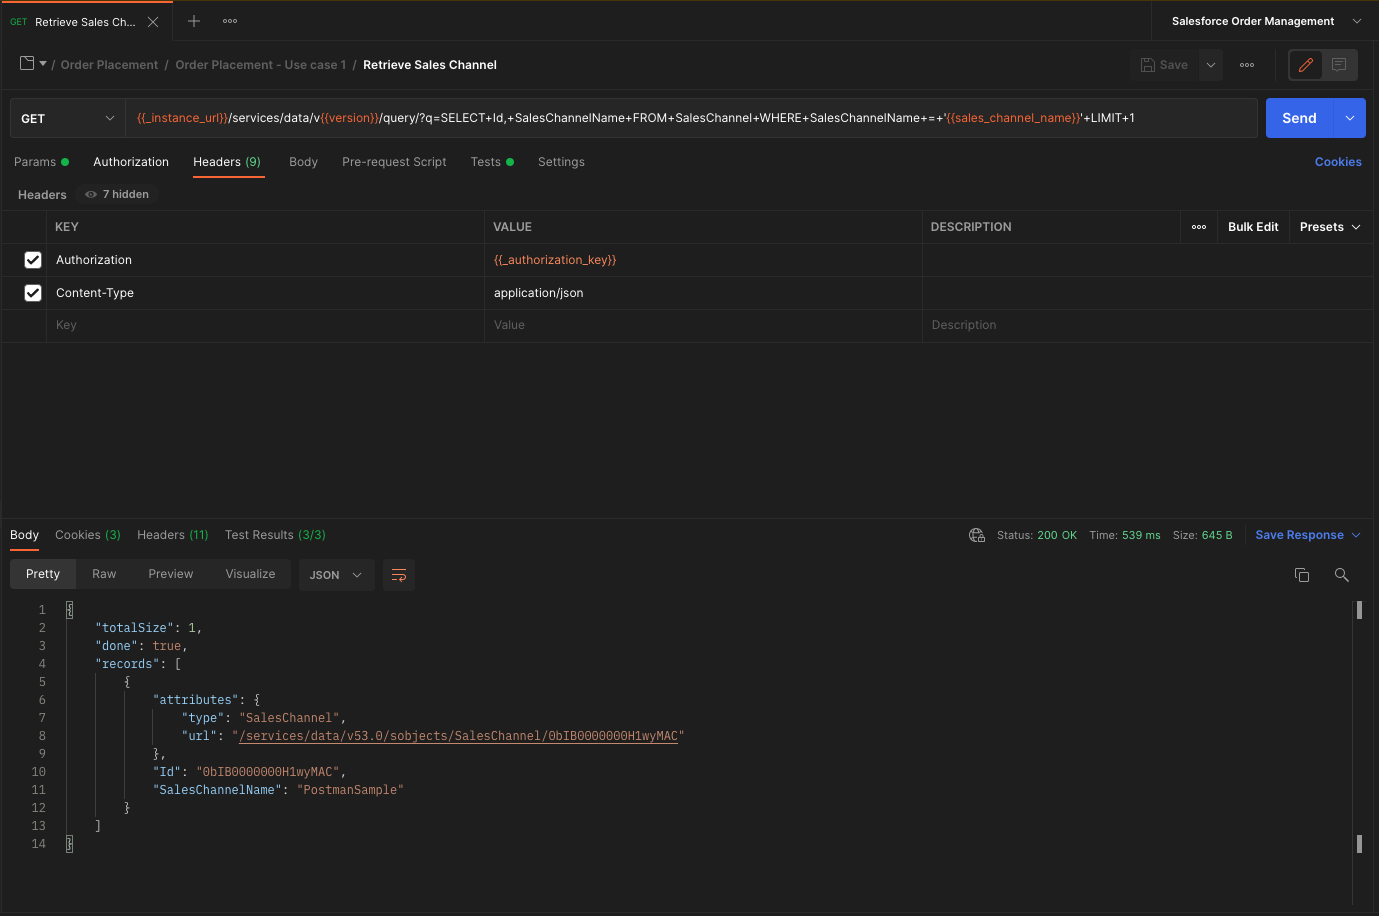 GET Retrieve Sales Ch...
Salesforce Order Management
/ Order Placement / Order Placement - Use case 1 / Retrieve Sales Channel
Save
GET
{{_instance_url}}/services/data/v{{version}}/query/?q=SELECT+Id,+SalesChannelName+FROM+SalesChannel+WHERE+SalesChannelName+=+'{{sales_channel_name}}'+LIMIT+1
Send
Params Authorization Headers (9) Body Pre-request Script Tests Settings
Cookies
Headers 7 hidden
KEY VALUE DESCRIPTION Bulk Edit Presets
Authorization {{_authorization_key}}
Content-Type application/json
Key Value Description
Body Cookies (3) Headers (11) Test Results (3/3)
Status: 200 OK Time: 539 ms Size: 645 B Save Response
Pretty Raw Preview Visualize JSON
1 {
2 "totalSize": 1,
3 "done": true,
4 "records": [
5 {
6 "attributes": {
7 "type": "SalesChannel",
8 "url": "/services/data/v53.0/sobjects/SalesChannel/0bIB0000000H1wyMAC"
9 },
10 "Id": "0bIB0000000H1wyMAC",
11 "SalesChannelName": "PostmanSample"
12 }
13 ]
14 }